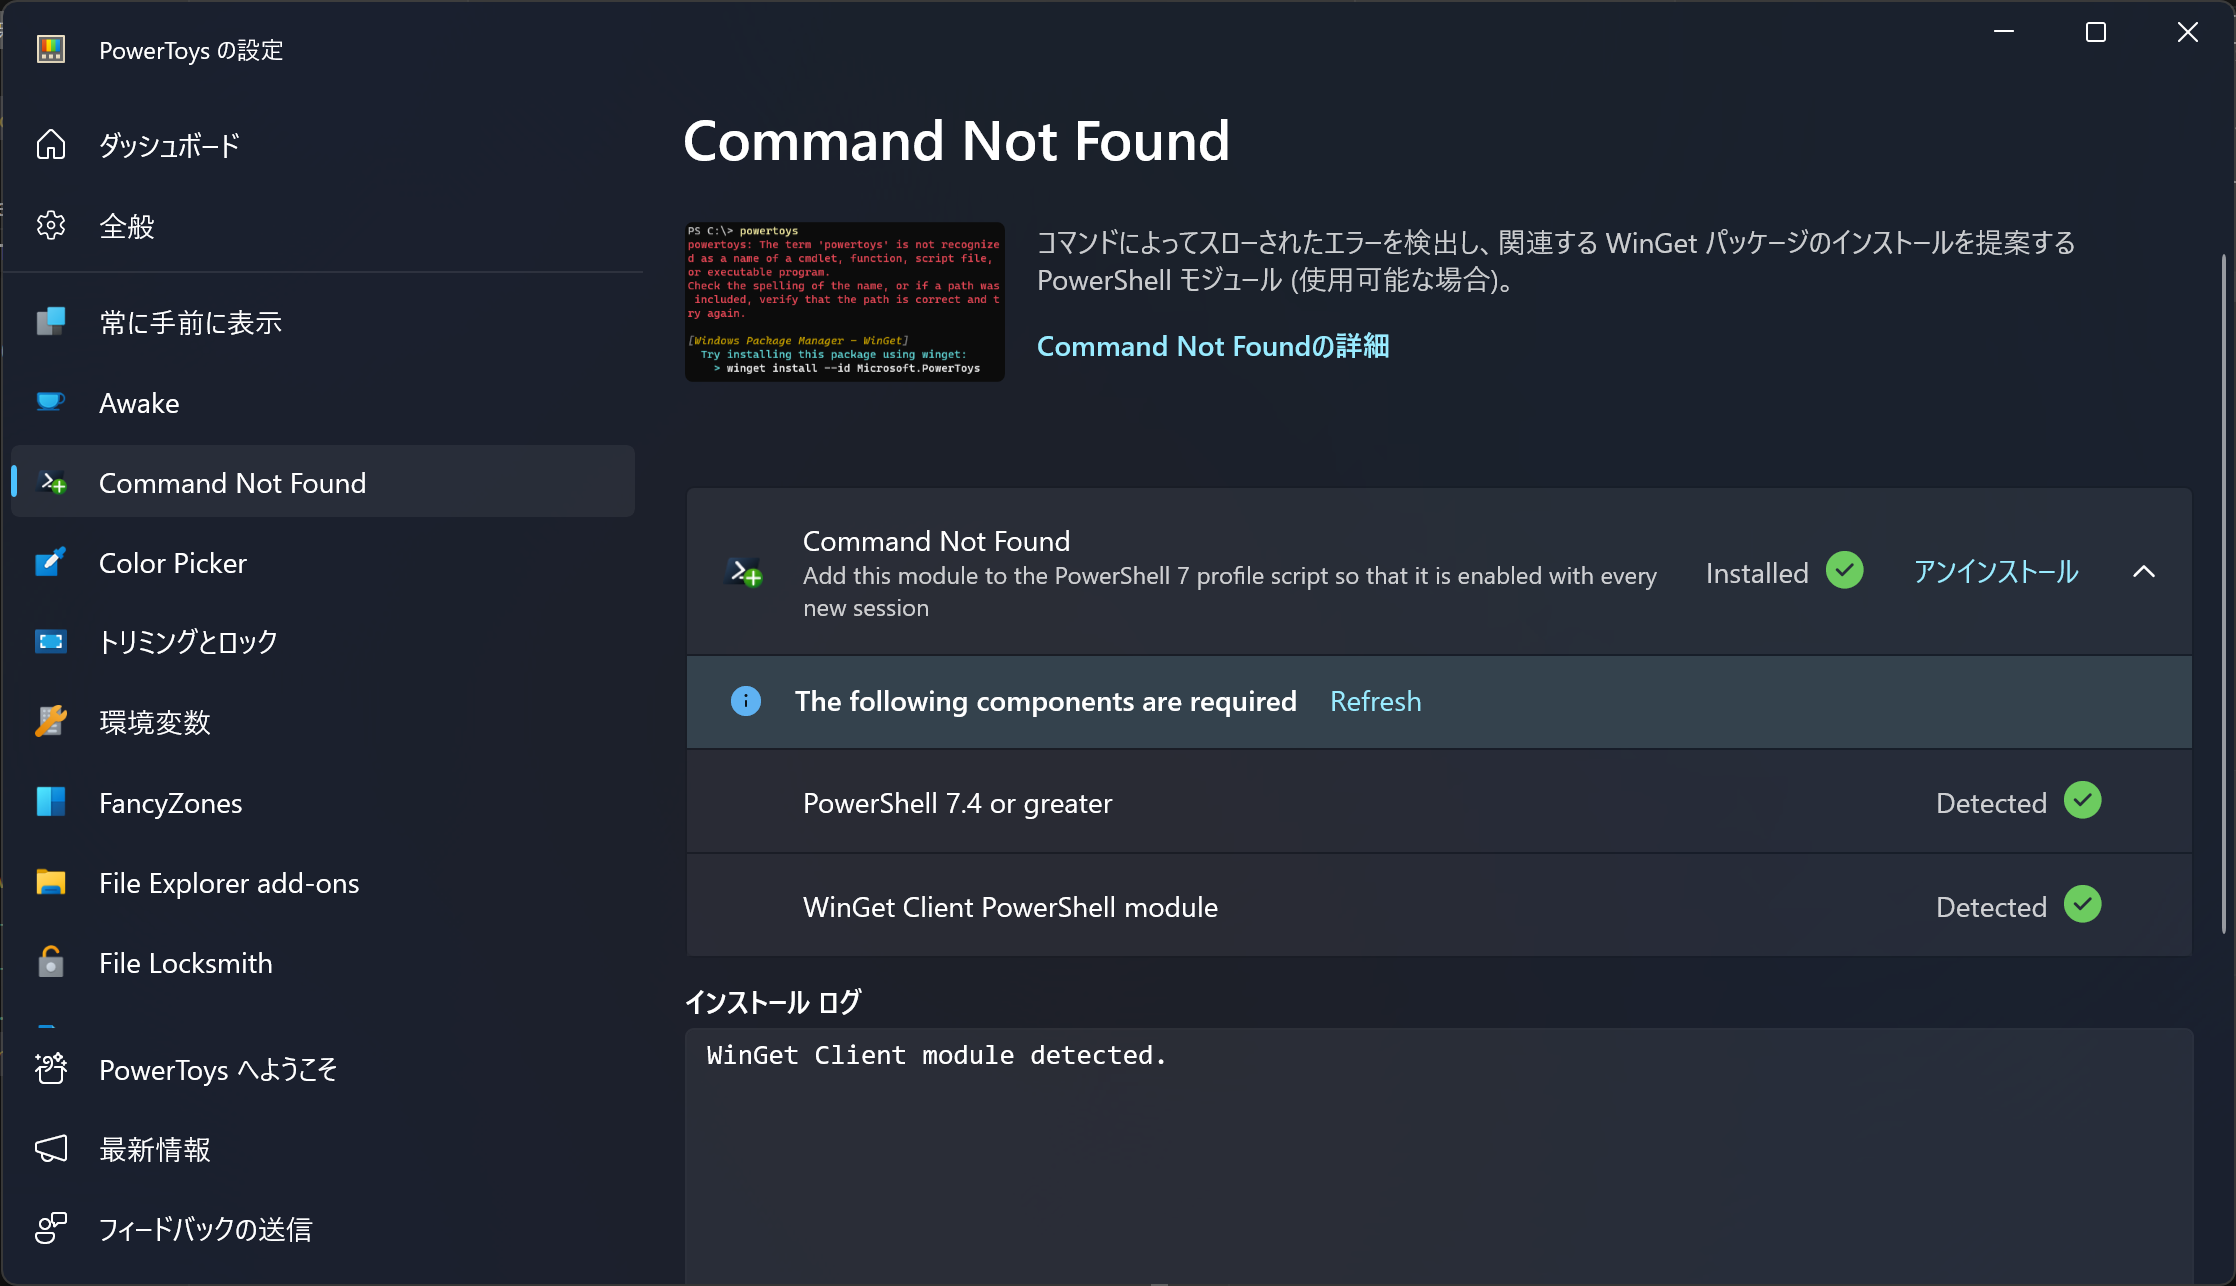 PowerToys の設定
ダッシュボード
全般
常に手前に表示
Awake
Command Not Found
Color Picker
トリミングとロック
環境変数
FancyZones
File Explorer add-ons
File Locksmith
PowerToys へようこそ
最新情報
フィードバックの送信
Command Not Found
PS C:\> powertoys
powertoys: The term 'powertoys' is not recognize
d as a name of a cmdlet, function, script file,
or executable program.
Check the spelling of the name, or if a path was
included, verify that the path is correct and t
ry again.
[Windows Package Manager - WinGet]
Try installing this package using winget:
> winget install --id Microsoft.PowerToys
コマンドによってスローされたエラーを検出し、関連する WinGet パッケージのインストールを提案する
PowerShell モジュール (使用可能な場合)。
Command Not Foundの詳細
Command Not Found
Add this module to the PowerShell 7 profile script so that it is enabled with every
new session
Installed
アンインストール
The following components are required Refresh
PowerShell 7.4 or greater
Detected
WinGet Client PowerShell module
Detected
インストール ログ
WinGet Client module detected.